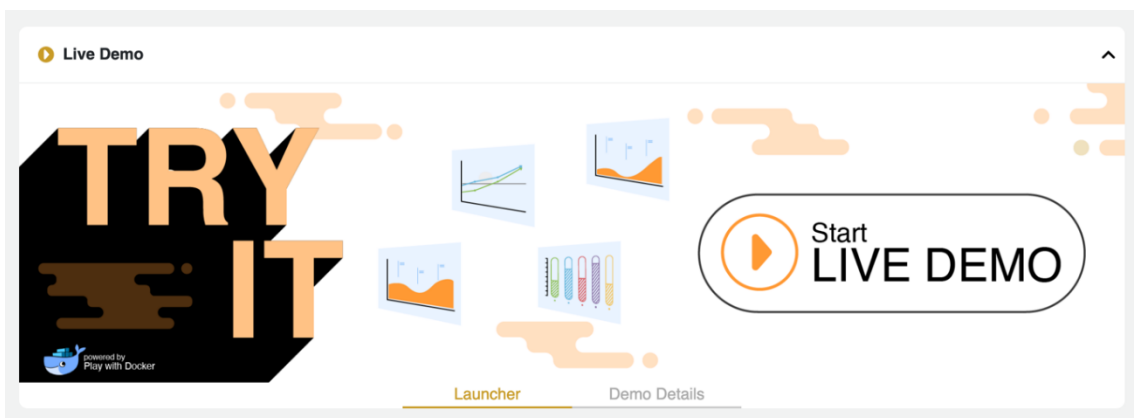 Live Demo
TRY
IT
powered by
Play with Docker
Start
LIVE DEMO
Launcher
Demo Details